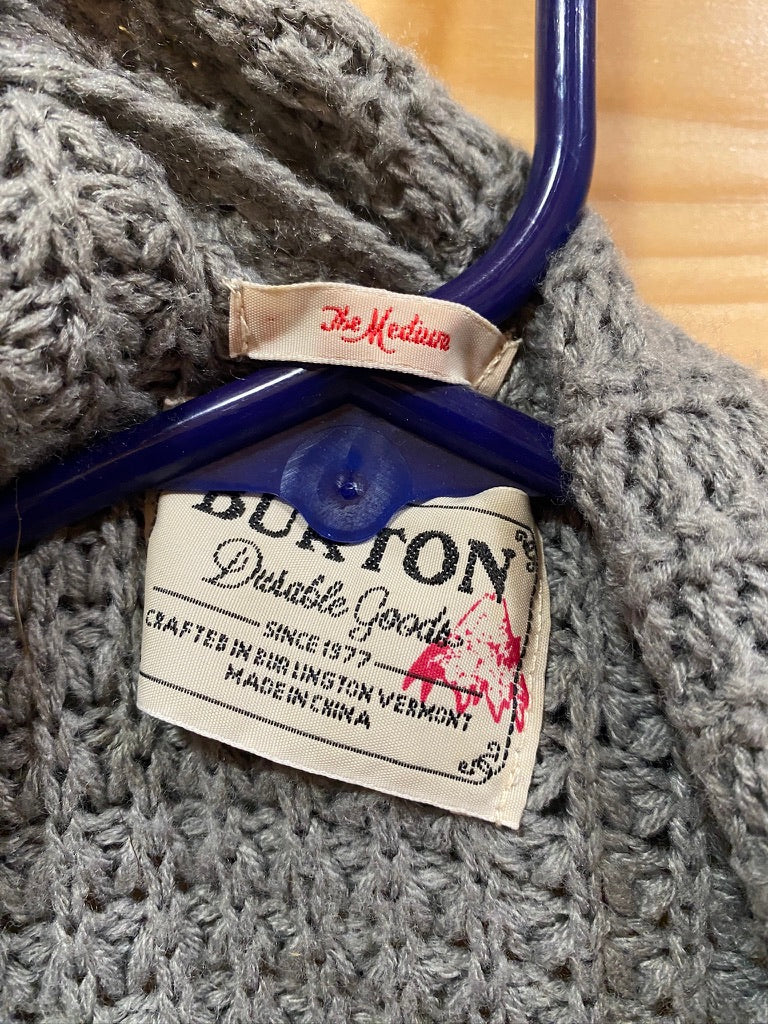 The Medium
BURTON
Durable Goods
SINCE 1977
CRAFTED IN BURLINGTON VERMONT
MADE IN CHINA